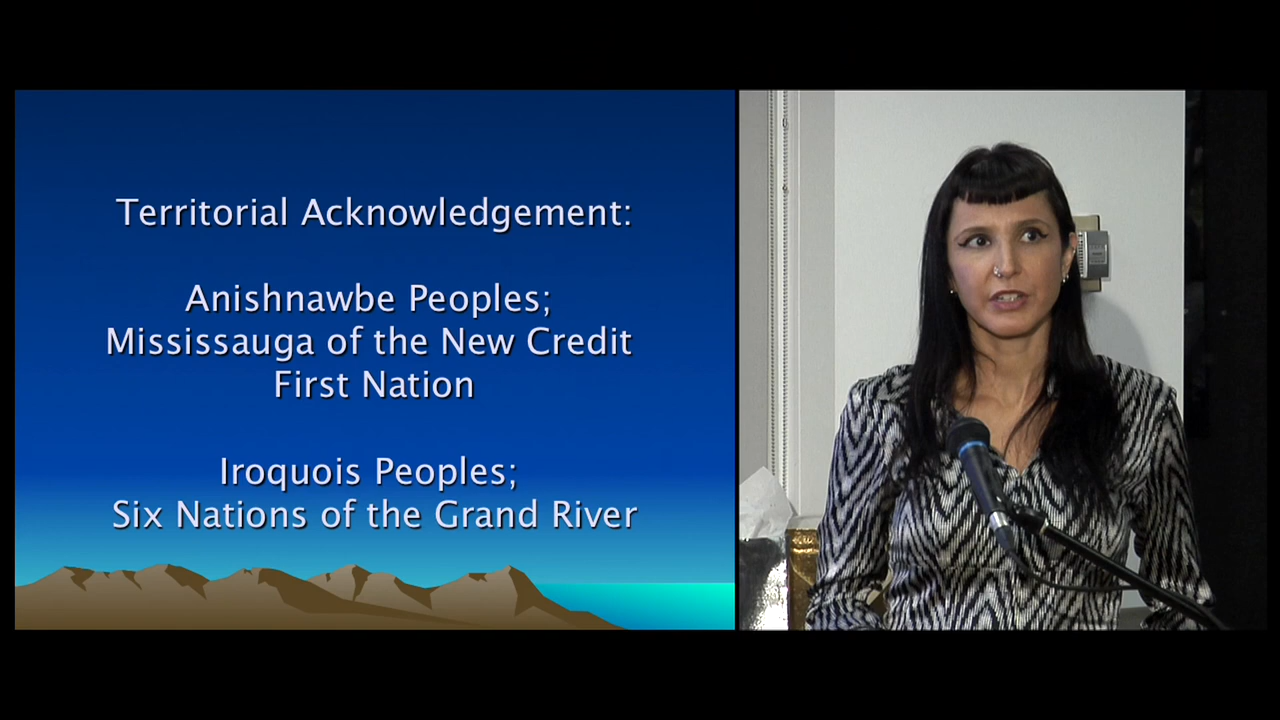 Territorial Acknowledgement:
Anishnawbe Peoples;
Mississauga of the New Credit
First Nation
Iroquois Peoples;
Six Nations of the Grand River